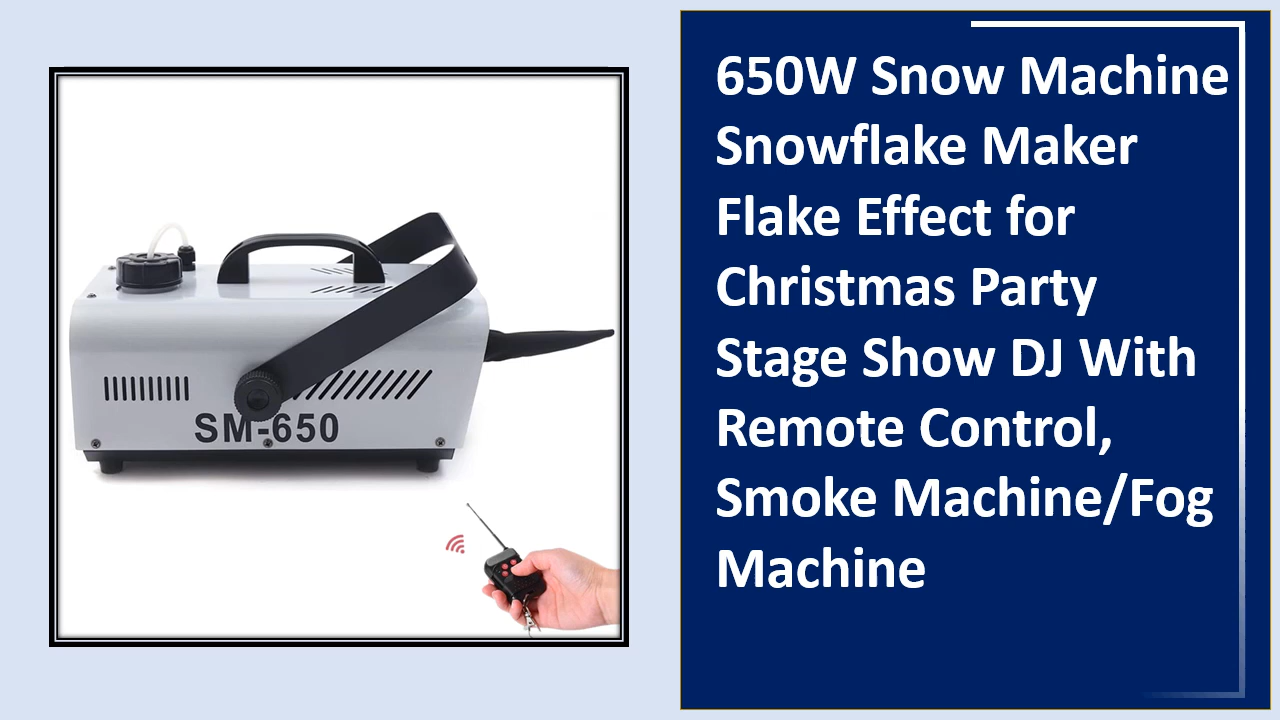 650W Snow Machine
Snowflake Maker
Flake Effect for
Christmas Party
Stage Show DJ With
Remote Control,
Smoke Machine/Fog
Machine
SM-650